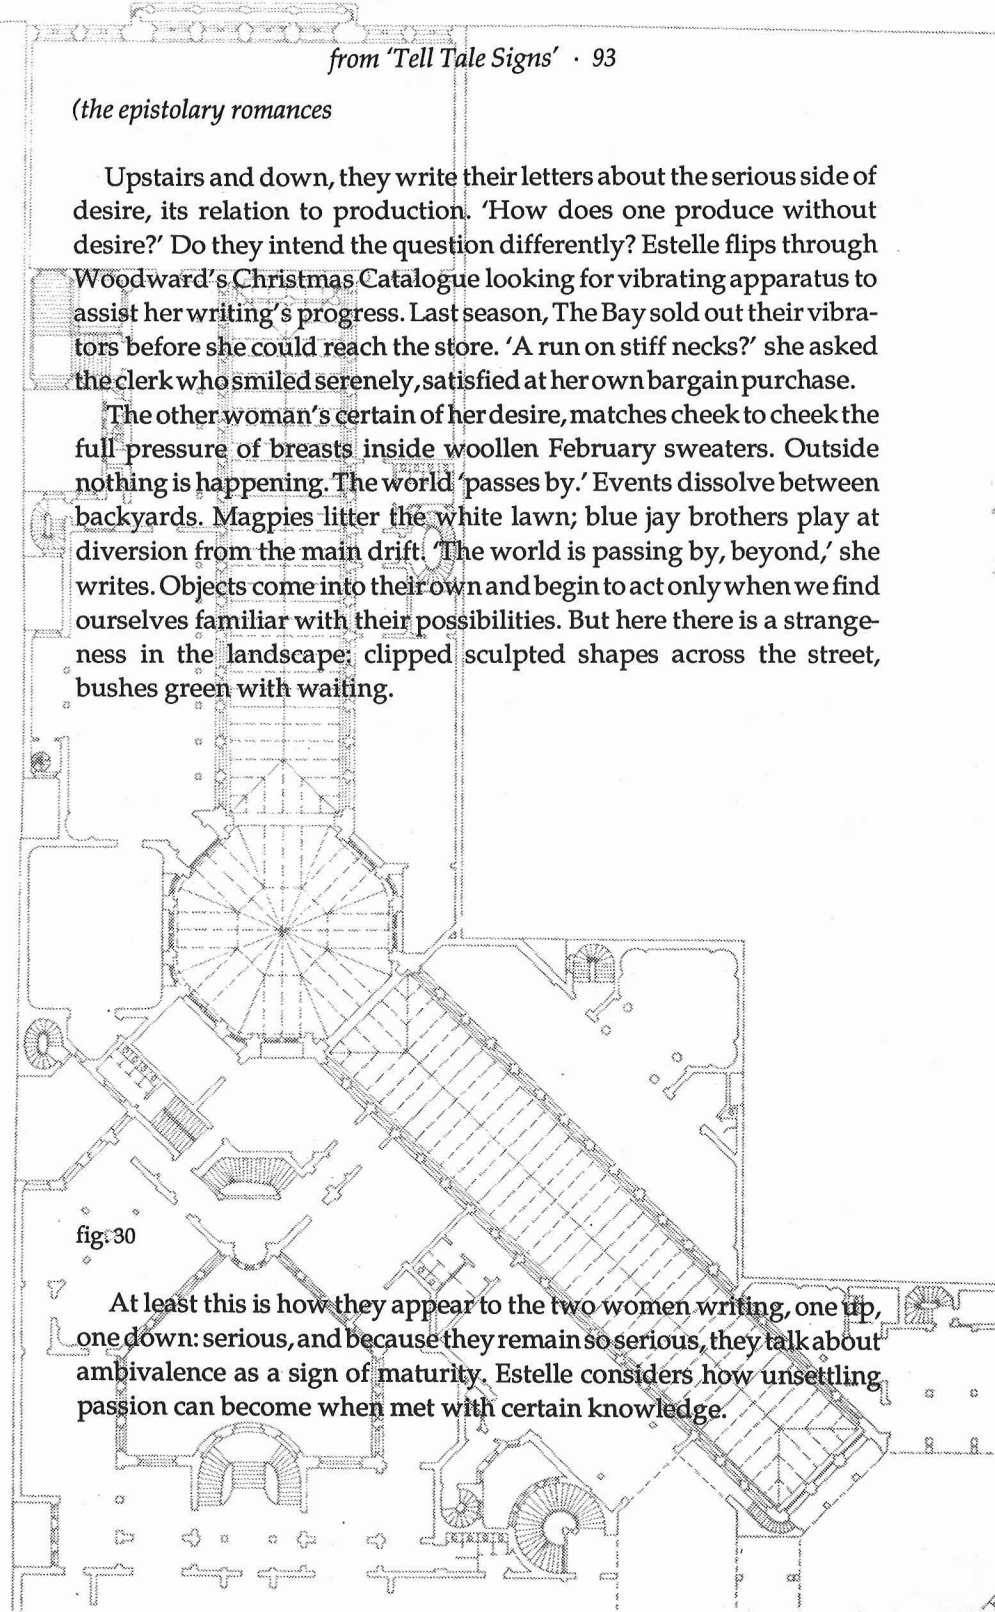 from 'Tell Tale Signs' · 93
(the epistolary romances
Upstairs and down, they write their letters about the serious side of
desire, its relation to production. 'How does one produce without
desire?' Do they intend the question differently? Estelle flips through
Woodward's Christmas Catalogue looking for vibrating apparatus to
assist her writing's progress. Last season, The Bay sold out their vibra-
tors before she could reach the store. 'A run on stiff necks?' she asked
the clerk who smiled serenely, satisfied at her own bargain purchase.
The other woman's certain of her desire, matches cheek to cheek the
full pressure of breasts inside woollen February sweaters. Outside
nothing is happening. The world 'passes by.' Events dissolve between
backyards. Magpies litter the white lawn; blue jay brothers play at
diversion from the main drift. 'The world is passing by, beyond,' she
writes. Objects come into their own and begin to act only when we find
ourselves familiar with their possibilities. But here there is a strange-
ness in the landscape: clipped sculpted shapes across the street,
bushes green with waiting.
fig. 30
At least this is how they appear to the two women writing, one up,
one down: serious, and because they remain so serious, they talk about
ambivalence as a sign of maturity. Estelle considers how unsettling
passion can become when met with certain knowledge.